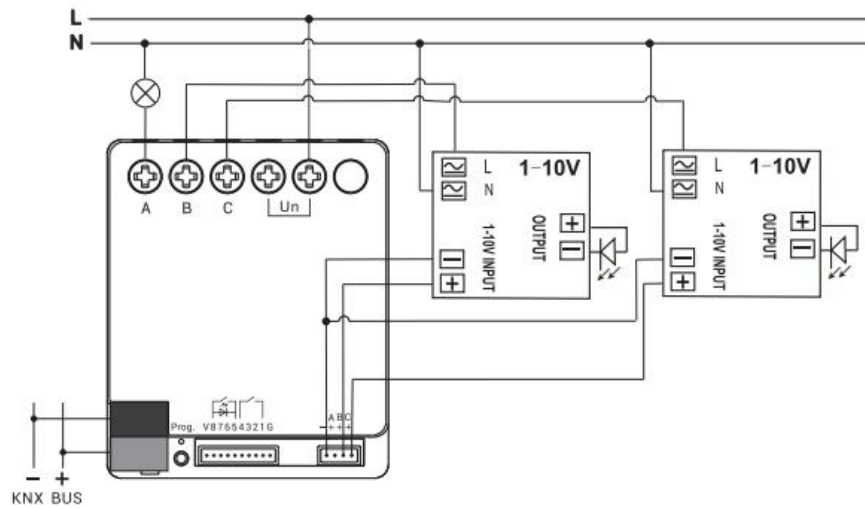 L
N
L 1-10V
N
1-10V INPUT
OUTPUT
+
−
−
+
L 1-10V
N
1-10V INPUT
OUTPUT
+
−
−
+
A B C Un
Prog. V87654321G
A B C
− + + +
− +
KNX BUS